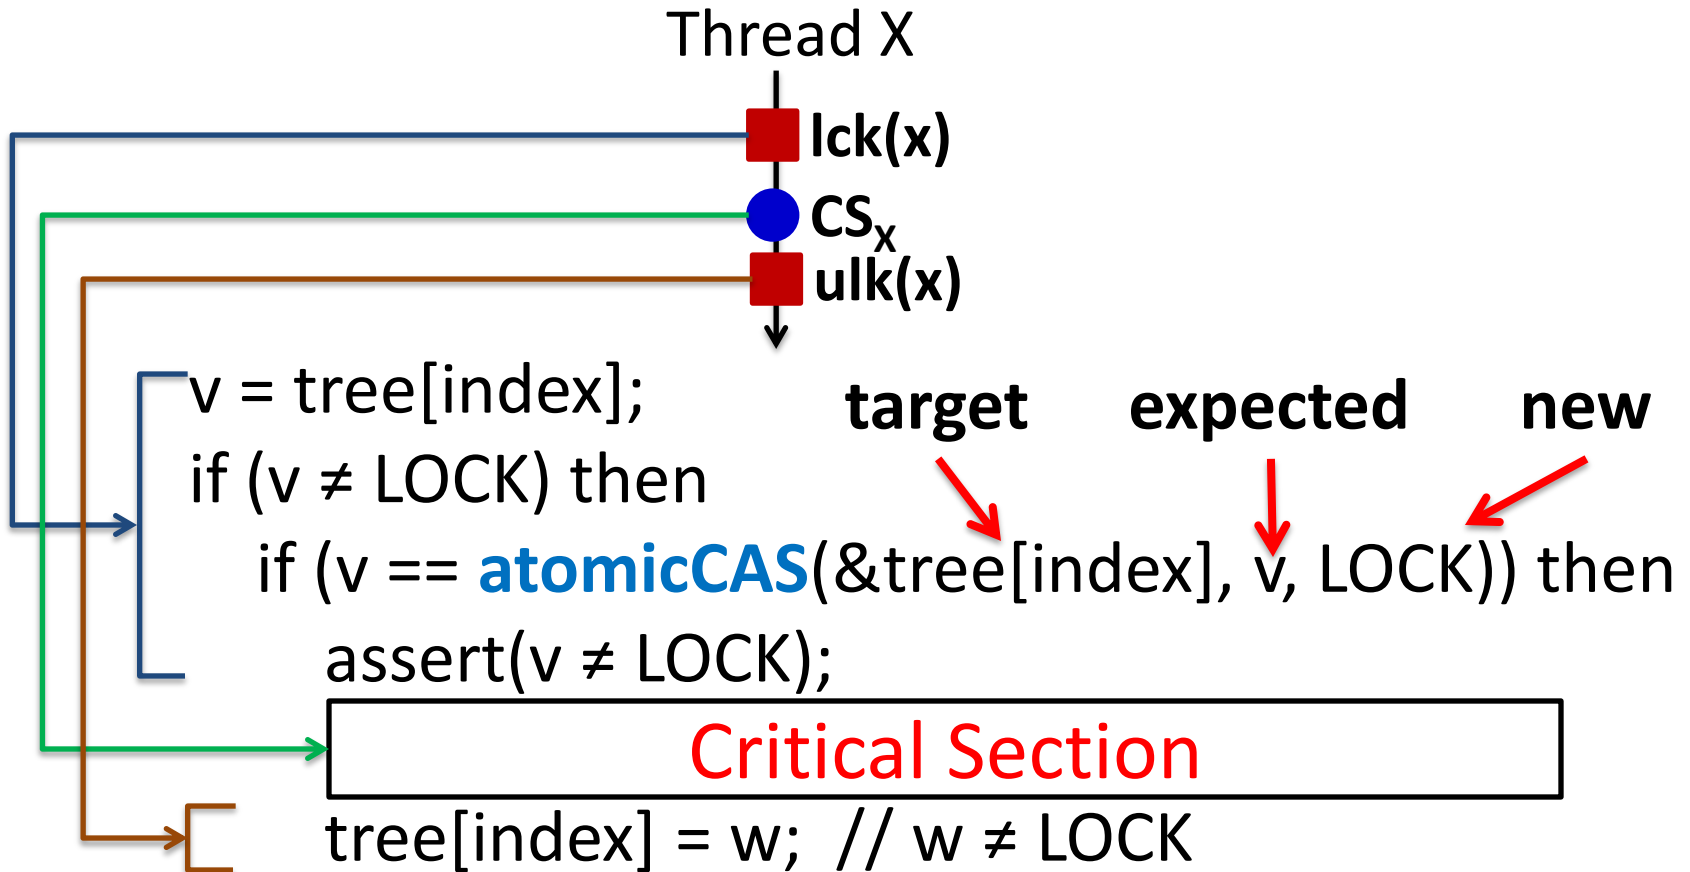 Thread X
lck(x)
CSX
ulk(x)
v = tree[index];
target expected new
if (v ≠ LOCK) then
if (v == atomicCAS(&tree[index], v, LOCK)) then
assert(v ≠ LOCK);
Critical Section
tree[index] = w; // w ≠ LOCK